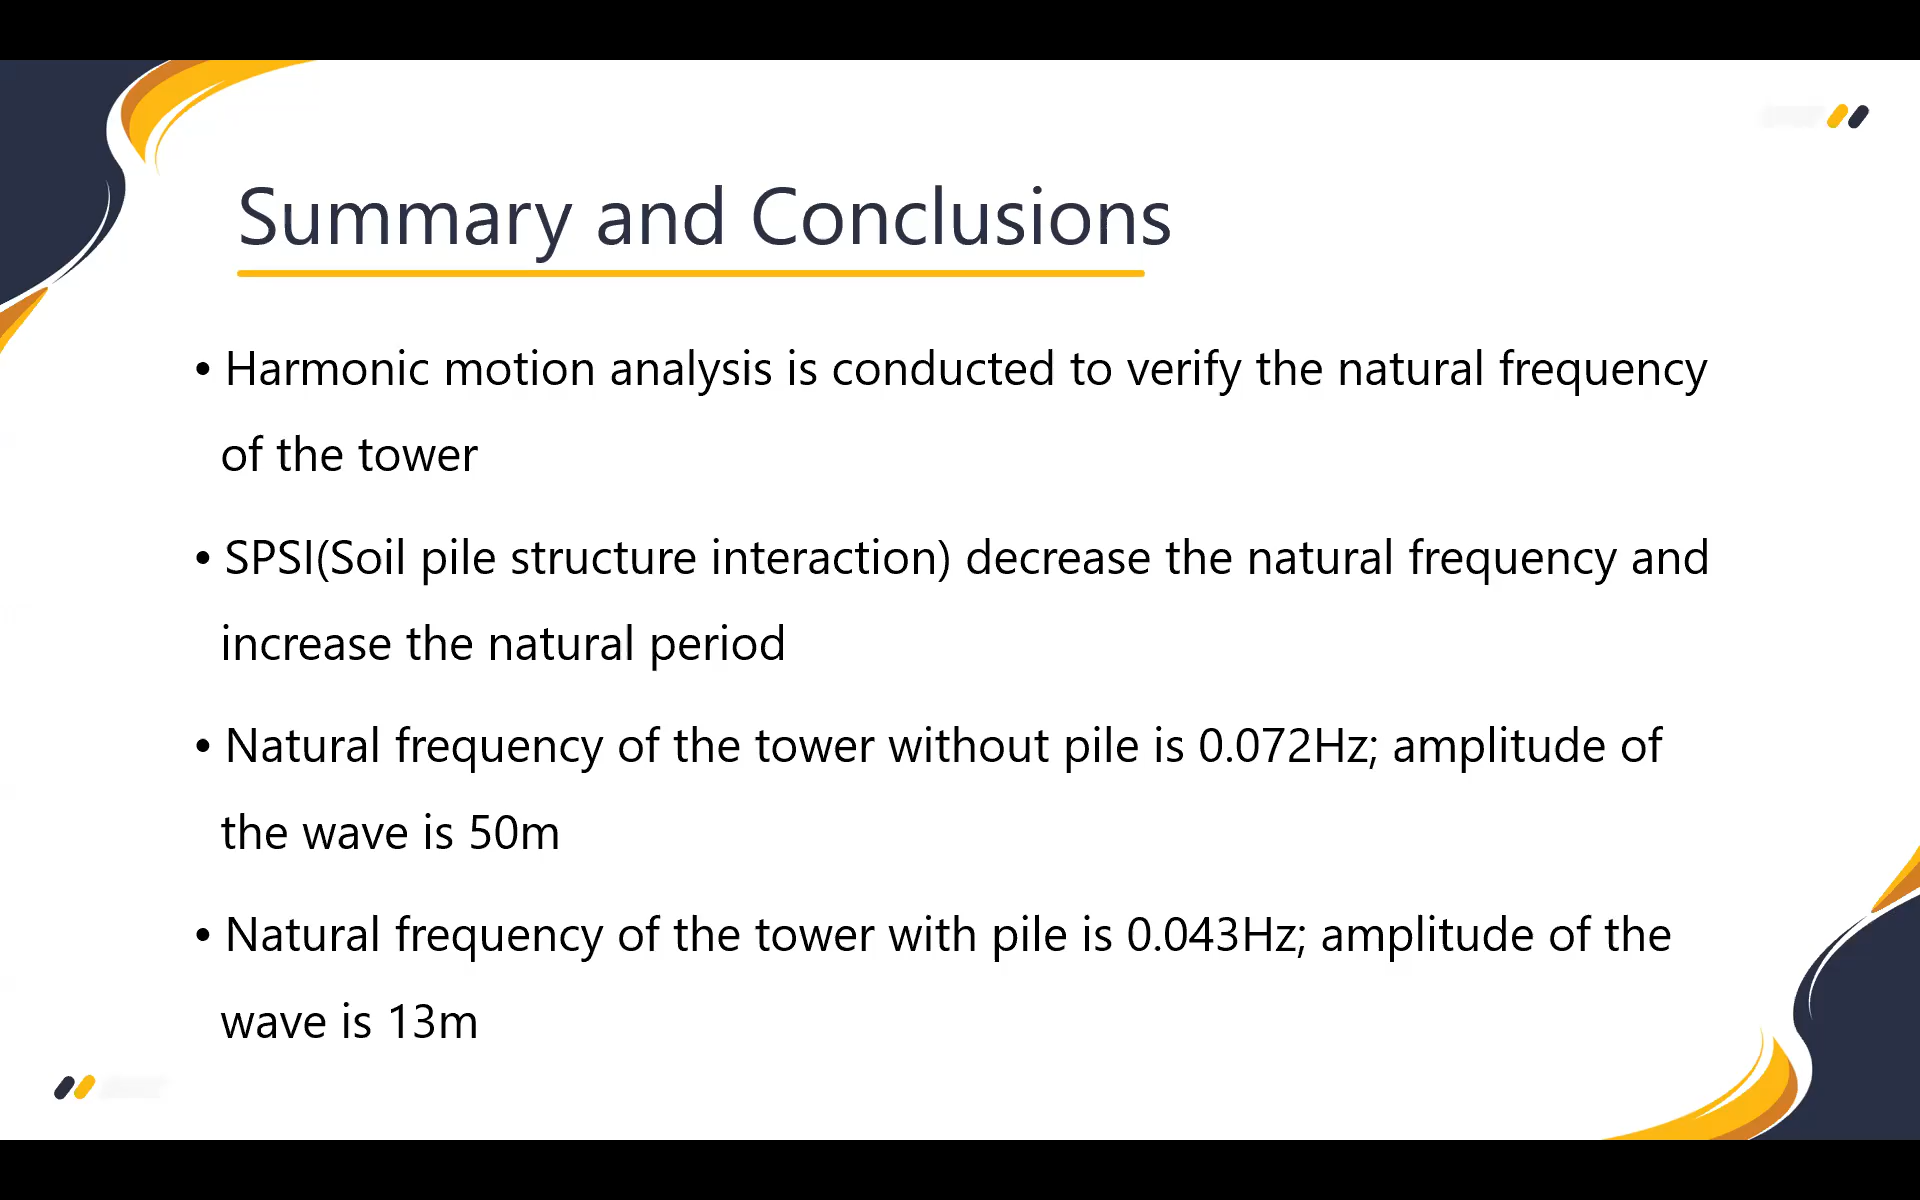 Summary and Conclusions
• Harmonic motion analysis is conducted to verify the natural frequency
of the tower
• SPSI(Soil pile structure interaction) decrease the natural frequency and
increase the natural period
• Natural frequency of the tower without pile is 0.072Hz; amplitude of
the wave is 50m
• Natural frequency of the tower with pile is 0.043Hz; amplitude of the
wave is 13m